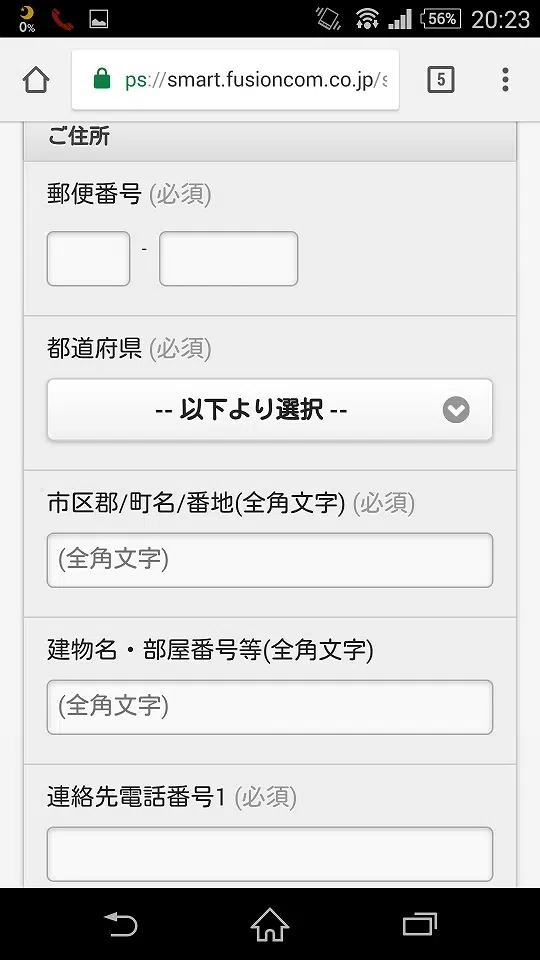 0%
56%
20:23
ps://smart.fusioncom.co.jp/s
5
ご住所
郵便番号 (必須)
-
都道府県 (必須)
-- 以下より選択 --
市区郡/町名/番地(全角文字) (必須)
(全角文字)
建物名・部屋番号等(全角文字)
(全角文字)
連絡先電話番号1 (必須)